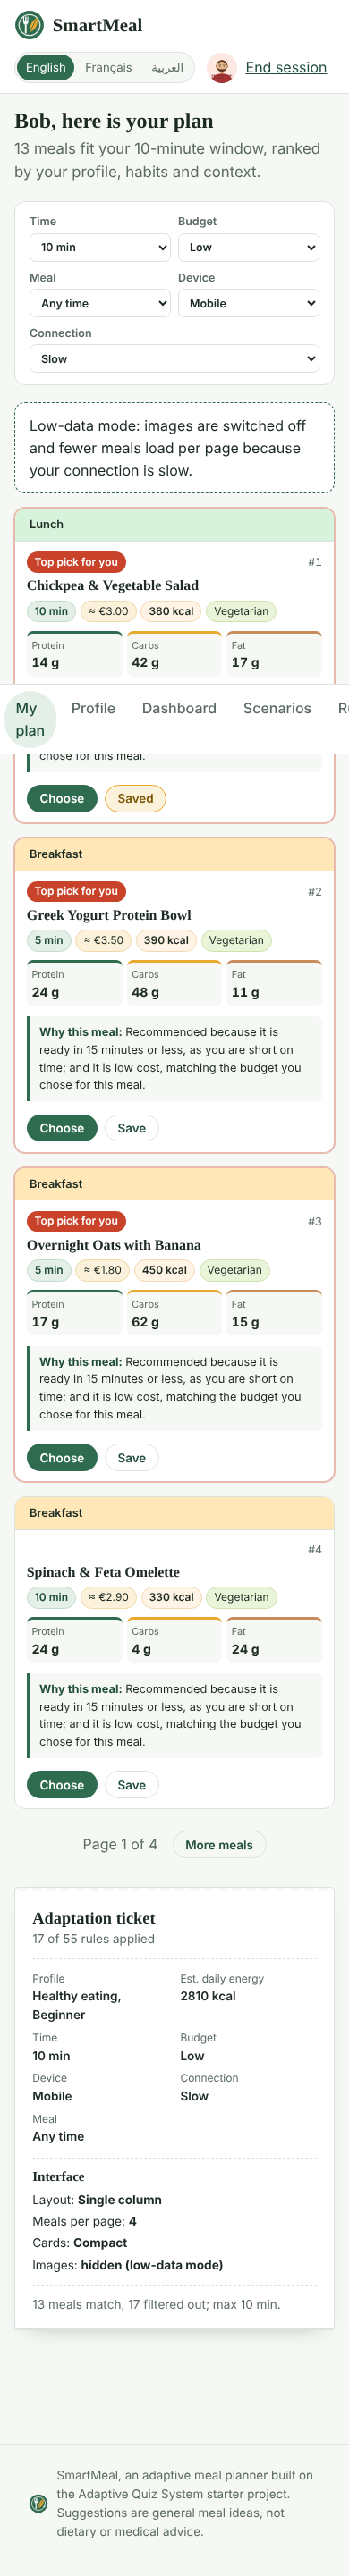 SmartMeal
English Français العربية End session
Bob, here is your plan
13 meals fit your 10-minute window, ranked
by your profile, habits and context.
Time Budget
10 min Low
Meal Device
Any time Mobile
Connection
Slow
Low-data mode: images are switched off
and fewer meals load per page because
your connection is slow.
Lunch
Top pick for you #1
Chickpea & Vegetable Salad
10 min ≈ €3.00 380 kcal Vegetarian
Protein Carbs Fat
14 g 42 g 17 g
My plan Profile Dashboard Scenarios
chose for this meal.
Choose Saved
Breakfast
Top pick for you #2
Greek Yogurt Protein Bowl
5 min ≈ €3.50 390 kcal Vegetarian
Protein Carbs Fat
24 g 48 g 11 g
Why this meal: Recommended because it is
ready in 15 minutes or less, as you are short on
time; and it is low cost, matching the budget you
chose for this meal.
Choose Save
Breakfast
Top pick for you #3
Overnight Oats with Banana
5 min ≈ €1.80 450 kcal Vegetarian
Protein Carbs Fat
17 g 62 g 15 g
Why this meal: Recommended because it is
ready in 15 minutes or less, as you are short on
time; and it is low cost, matching the budget you
chose for this meal.
Choose Save
Breakfast
#4
Spinach & Feta Omelette
10 min ≈ €2.90 330 kcal Vegetarian
Protein Carbs Fat
24 g 4 g 24 g
Why this meal: Recommended because it is
ready in 15 minutes or less, as you are short on
time; and it is low cost, matching the budget you
chose for this meal.
Choose Save
Page 1 of 4 More meals
Adaptation ticket
17 of 55 rules applied
Profile Est. daily energy
Healthy eating, 2810 kcal
Beginner
Time Budget
10 min Low
Device Connection
Mobile Slow
Meal
Any time
Interface
Layout: Single column
Meals per page: 4
Cards: Compact
Images: hidden (low-data mode)
13 meals match, 17 filtered out; max 10 min.
SmartMeal, an adaptive meal planner built on
the Adaptive Quiz System starter project.
Suggestions are general meal ideas, not
dietary or medical advice.